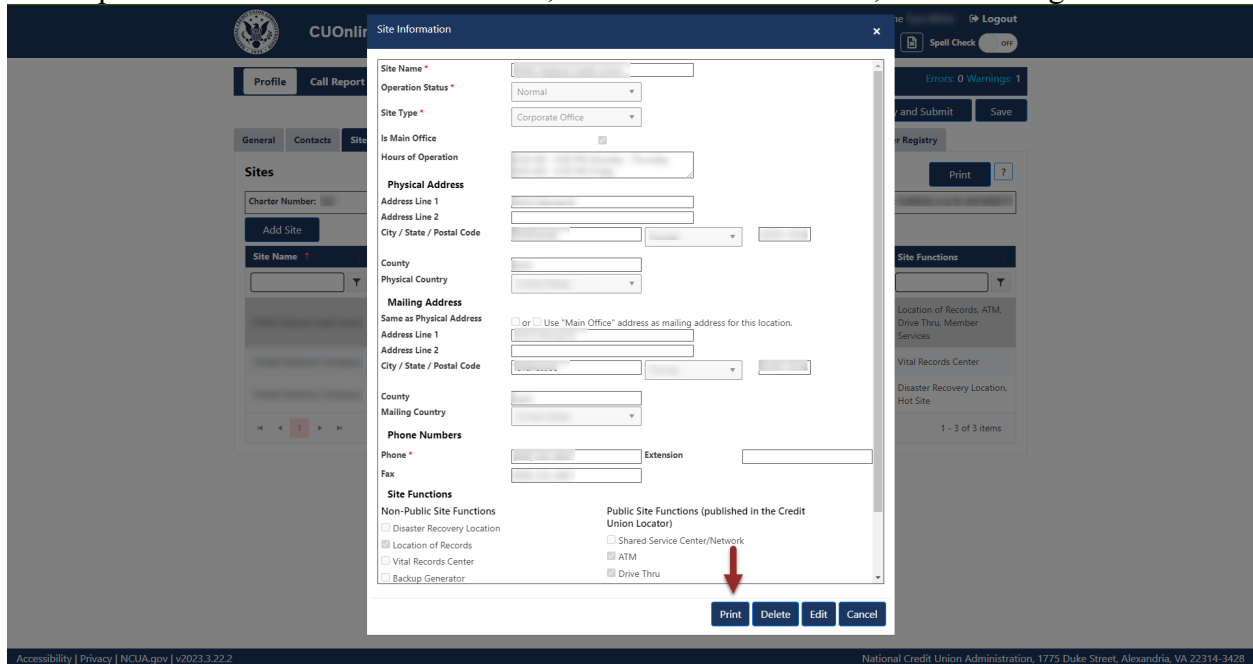 CUOnlin
Logout
Spell Check OFF
Profile Call Report
Errors: 0 Warnings: 1
and Submit Save
General Contacts Site
Registry
Sites
Print ?
Charter Number:
Add Site
Site Name ↑
Site Functions
Location of Records, ATM,
Drive Thru, Member
Services
Vital Records Center
Disaster Recovery Location,
Hot Site
1
1 - 3 of 3 items
Site Information ×
Site Name *
Operation Status * Normal
Site Type * Corporate Office
Is Main Office
Hours of Operation
Physical Address
Address Line 1
Address Line 2
City / State / Postal Code
County
Physical Country
Mailing Address
Same as Physical Address or Use "Main Office" address as mailing address for this location.
Address Line 1
Address Line 2
City / State / Postal Code
County
Mailing Country
Phone Numbers
Phone * Extension
Fax
Site Functions
Non-Public Site Functions
Disaster Recovery Location
Location of Records
Vital Records Center
Backup Generator
Public Site Functions (published in the Credit
Union Locator)
Shared Service Center/Network
ATM
Drive Thru
Print Delete Edit Cancel
Accessibility | Privacy | NCUA.gov | v2023.3.22.2
National Credit Union Administration, 1775 Duke Street, Alexandria, VA 22314-3428